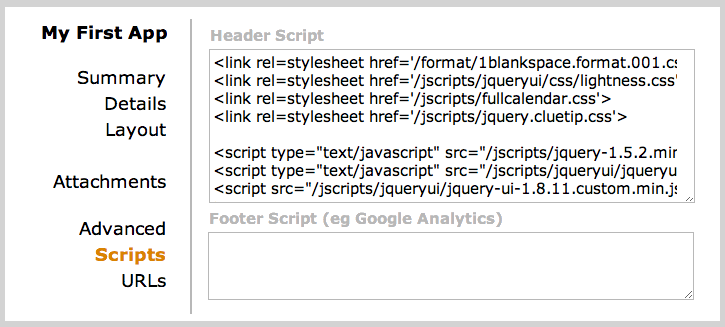 My First App
Summary
Details
Layout
Attachments
Advanced
Scripts
URLs
Header Script
<link rel=stylesheet href='/format/1blankspace.format.001.cs
<link rel=stylesheet href='/jscripts/jqueryui/css/lightness.css'
<link rel=stylesheet href='/jscripts/fullcalendar.css'>
<link rel=stylesheet href='/jscripts/jquery.cluetip.css'>
<script type="text/javascript" src="/jscripts/jquery-1.5.2.min
<script type="text/javascript" src="/jscripts/jqueryui/jqueryui
<script src="/jscripts/jqueryui/jquery-ui-1.8.11.custom.min.js
Footer Script (eg Google Analytics)